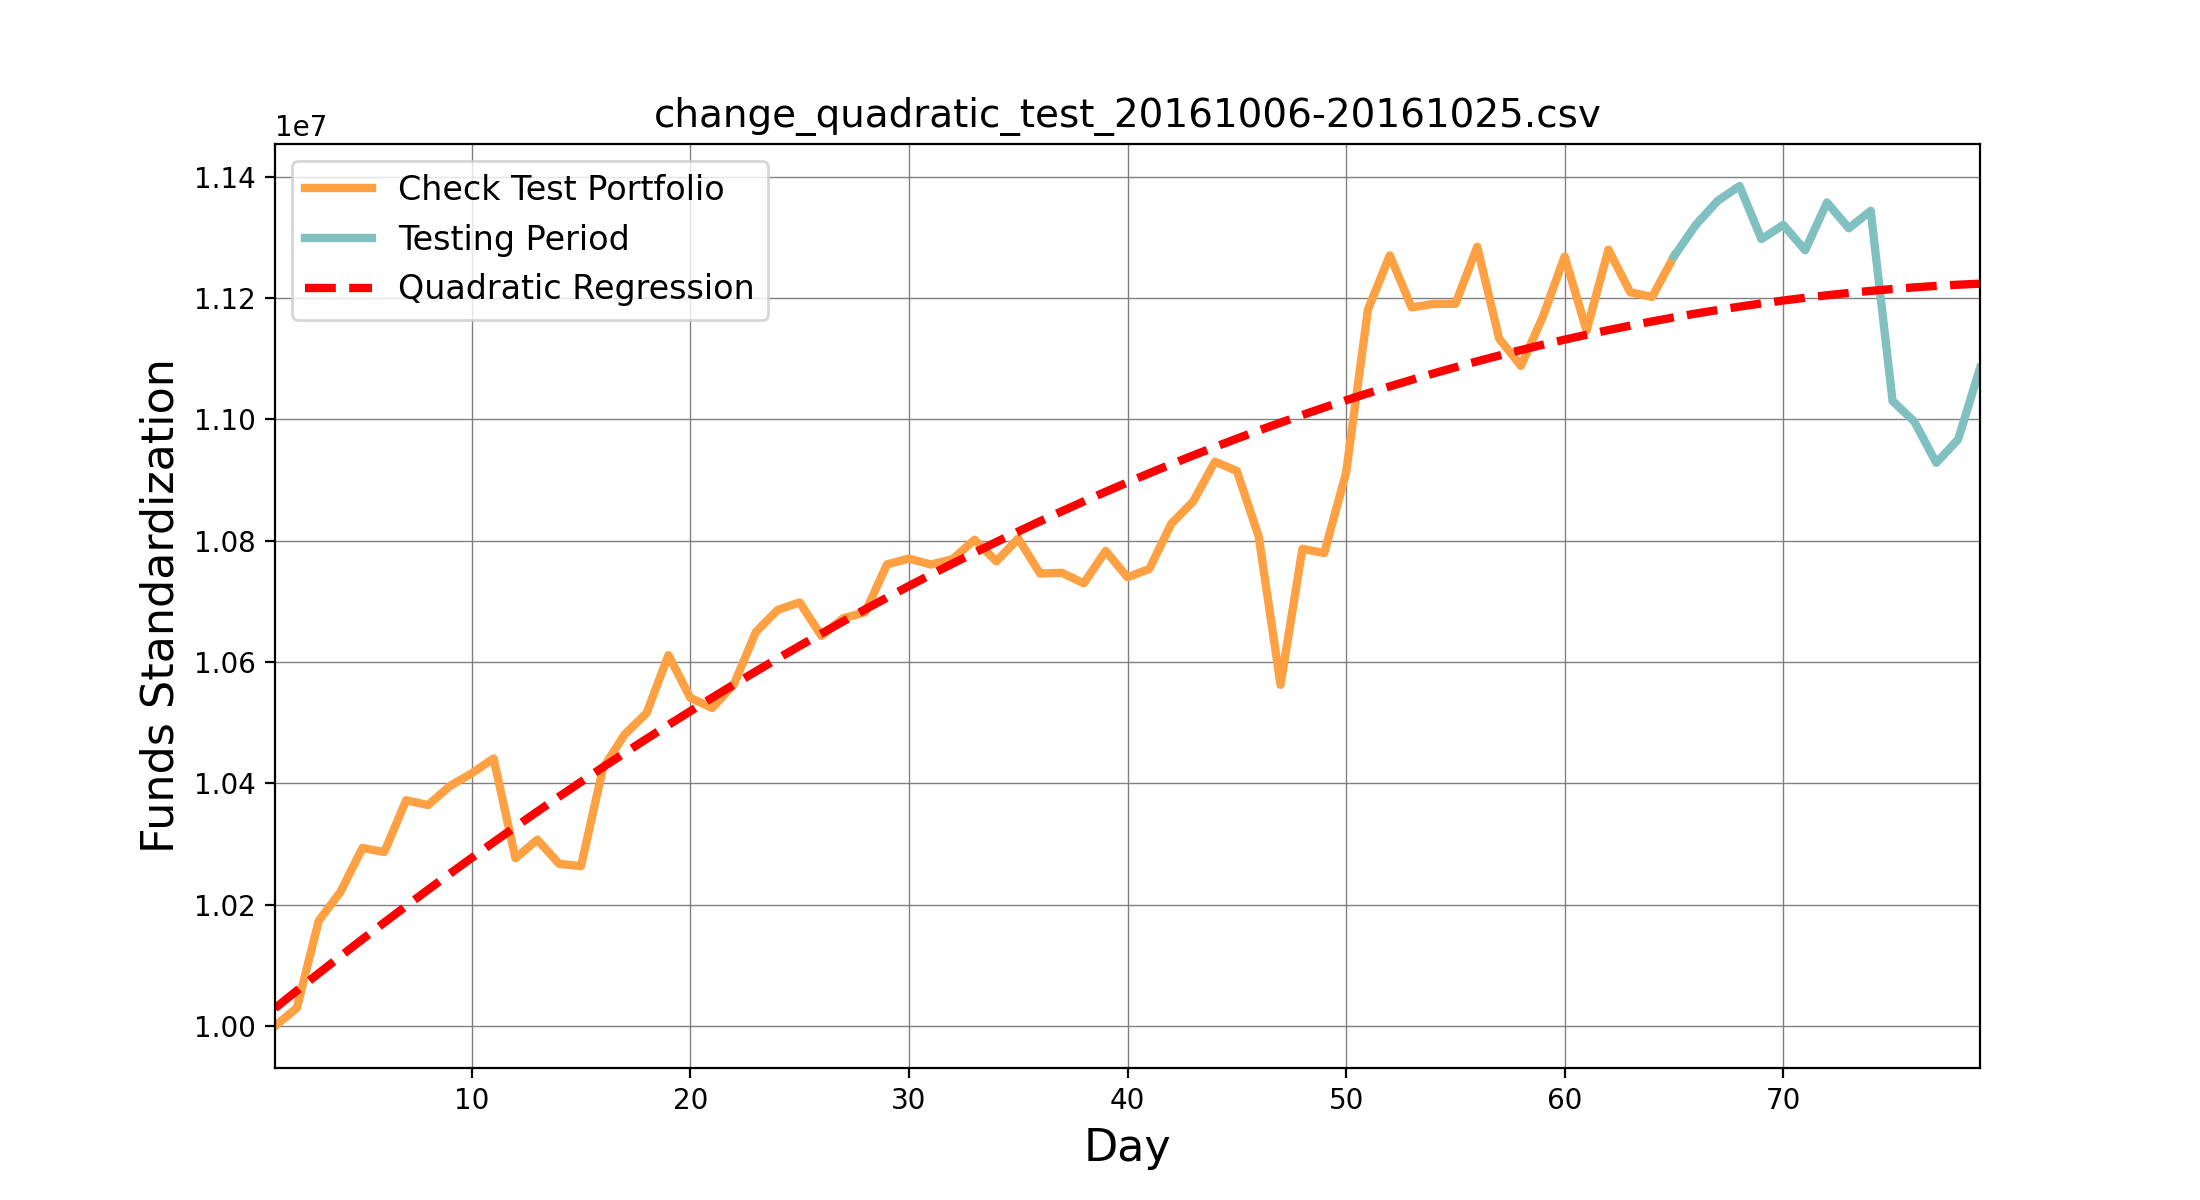 change_quadratic_test_20161006-20161025.csv
1e7
Check Test Portfolio
Testing Period
Quadratic Regression
1.14
1.12
1.10
1.08
1.06
1.04
1.02
1.00
Funds Standardization
10 20 30 40 50 60 70
Day